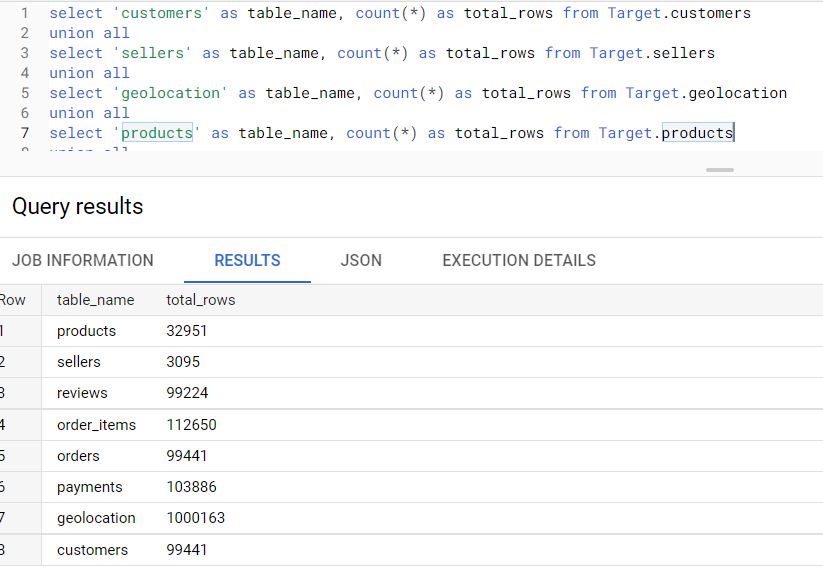 1 select 'customers' as table_name, count(*) as total_rows from Target.customers
2 union all
3 select 'sellers' as table_name, count(*) as total_rows from Target.sellers
4 union all
5 select 'geolocation' as table_name, count(*) as total_rows from Target.geolocation
6 union all
7 select 'products' as table_name, count(*) as total_rows from Target.products
Query results
JOB INFORMATION RESULTS JSON EXECUTION DETAILS
Row table_name total_rows
1 products 32951
2 sellers 3095
3 reviews 99224
4 order_items 112650
5 orders 99441
6 payments 103886
7 geolocation 1000163
8 customers 99441